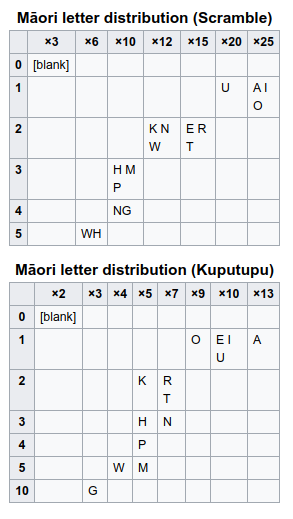 Māori letter distribution (Scramble)
×3 ×6 ×10 ×12 ×15 ×20 ×25
0 [blank]
1 U A I
O
2 K N E R
W T
3 H M
P
4 NG
5 WH
Māori letter distribution (Kuputupu)
×2 ×3 ×4 ×5 ×7 ×9 ×10 ×13
0 [blank]
1 O E I A
U
2 K R
T
3 H N
4 P
5 W M
10 G